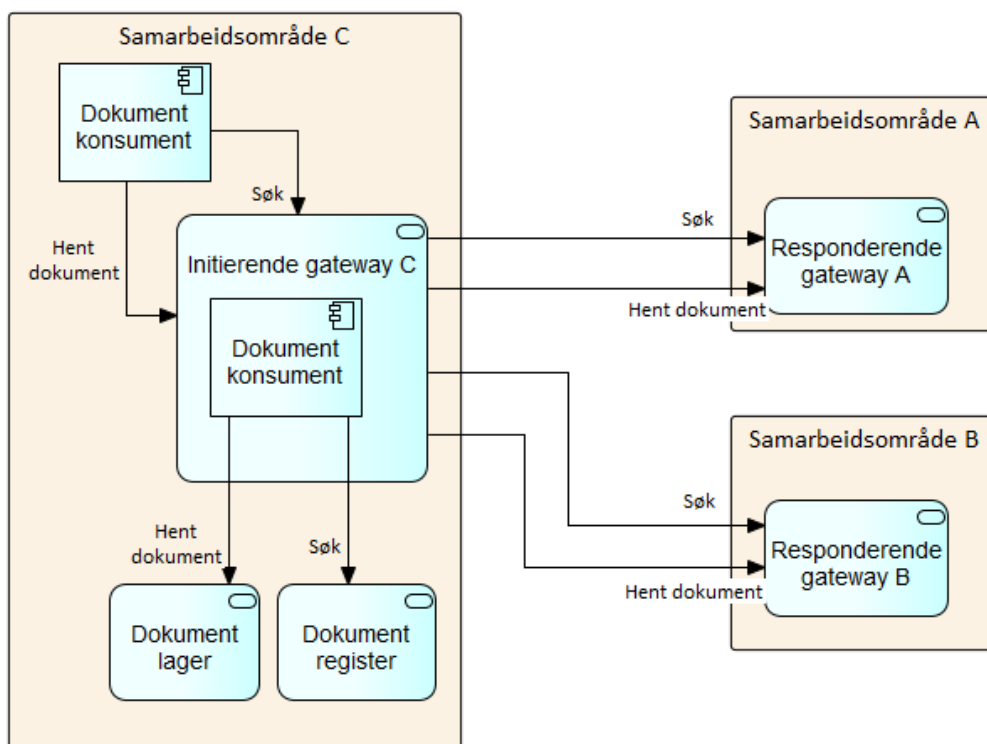 Samarbeidsområde C
Dokument
konsument
Søk
Hent
dokument
Initierende gateway C
Dokument
konsument
Hent
dokument
Søk
Dokument
lager
Dokument
register
Samarbeidsområde A
Søk
Responderende
gateway A
Hent dokument
Samarbeidsområde B
Søk
Responderende
gateway B
Hent dokument